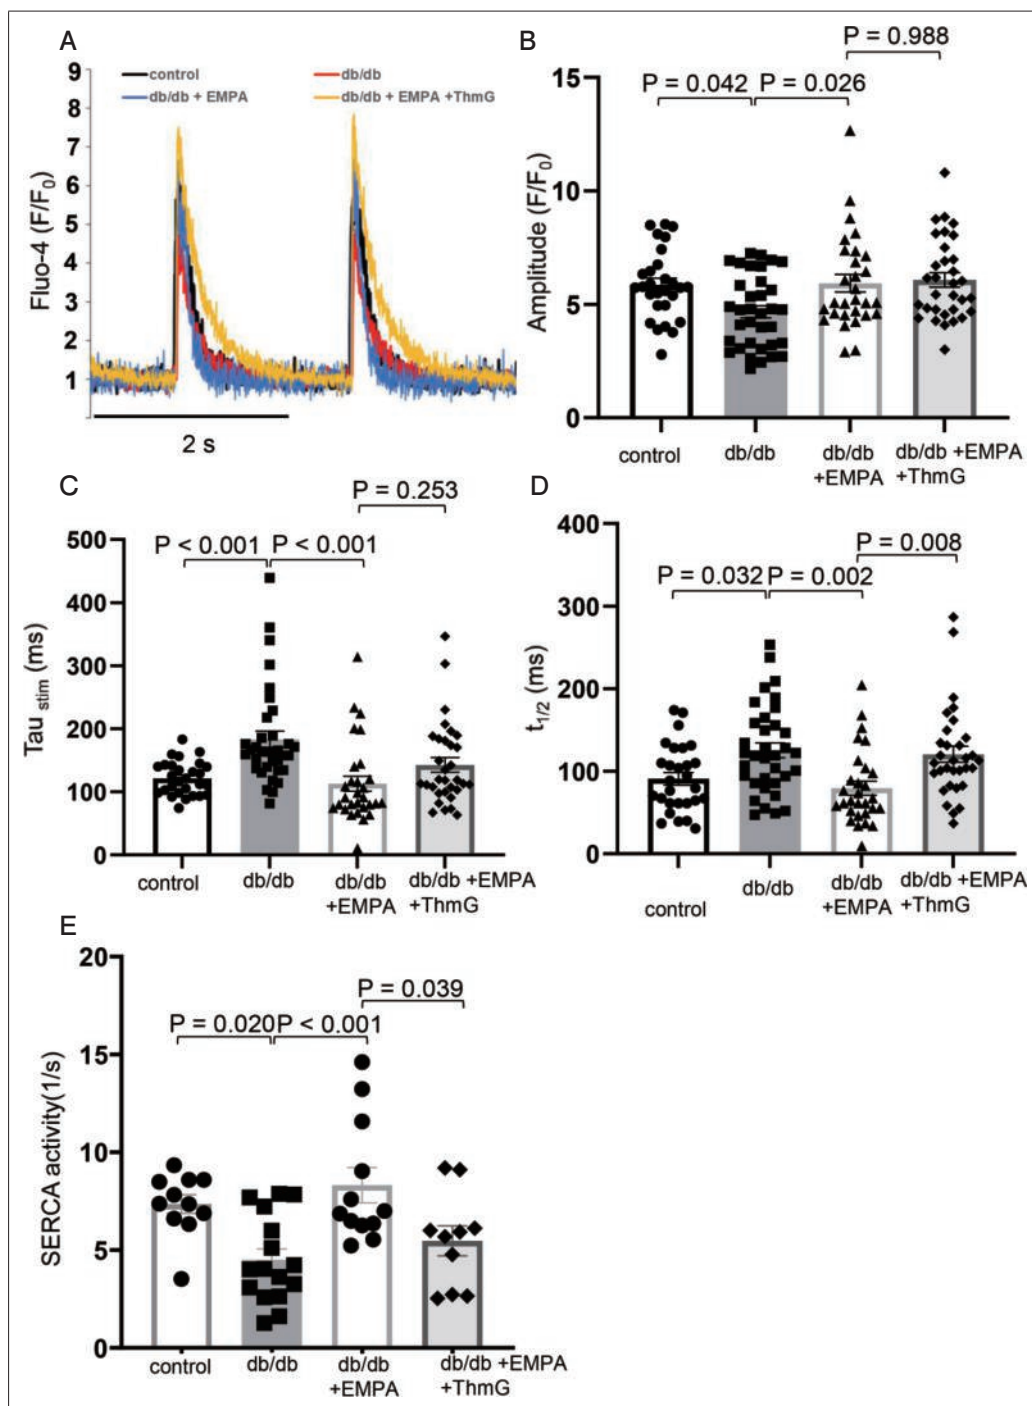 A
control
db/db
db/db + EMPA
db/db + EMPA +ThmG
9
8
7
6
5
4
3
2
1
0
Fluo-4 (F/F0)
2 s
B
P = 0.988
P = 0.042
P = 0.026
15
10
5
0
Amplitude (F/F0)
control
db/db
db/db
+EMPA
db/db +EMPA
+ThmG
C
P = 0.253
P < 0.001
P < 0.001
500
400
300
200
100
0
Tau stim (ms)
control
db/db
db/db
+EMPA
db/db +EMPA
+ThmG
D
P = 0.008
P = 0.032
P = 0.002
400
300
200
100
0
t1/2 (ms)
control
db/db
db/db
+EMPA
db/db +EMPA
+ThmG
E
P = 0.039
P = 0.020
P < 0.001
20
15
10
5
0
SERCA activity(1/s)
control
db/db
db/db
+EMPA
db/db +EMPA
+ThmG